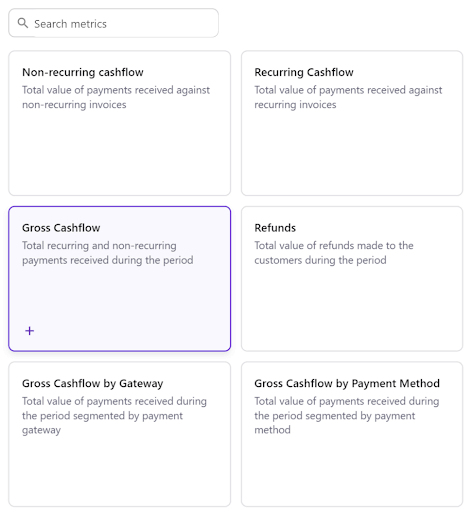 Search metrics
Non-recurring cashflow
Total value of payments received against
non-recurring invoices
Recurring Cashflow
Total value of payments received against
recurring invoices
Gross Cashflow
Total recurring and non-recurring
payments received during the period
+
Refunds
Total value of refunds made to the
customers during the period
Gross Cashflow by Gateway
Total value of payments received during
the period segmented by payment
gateway
Gross Cashflow by Payment Method
Total value of payments received during
the period segmented by payment
method